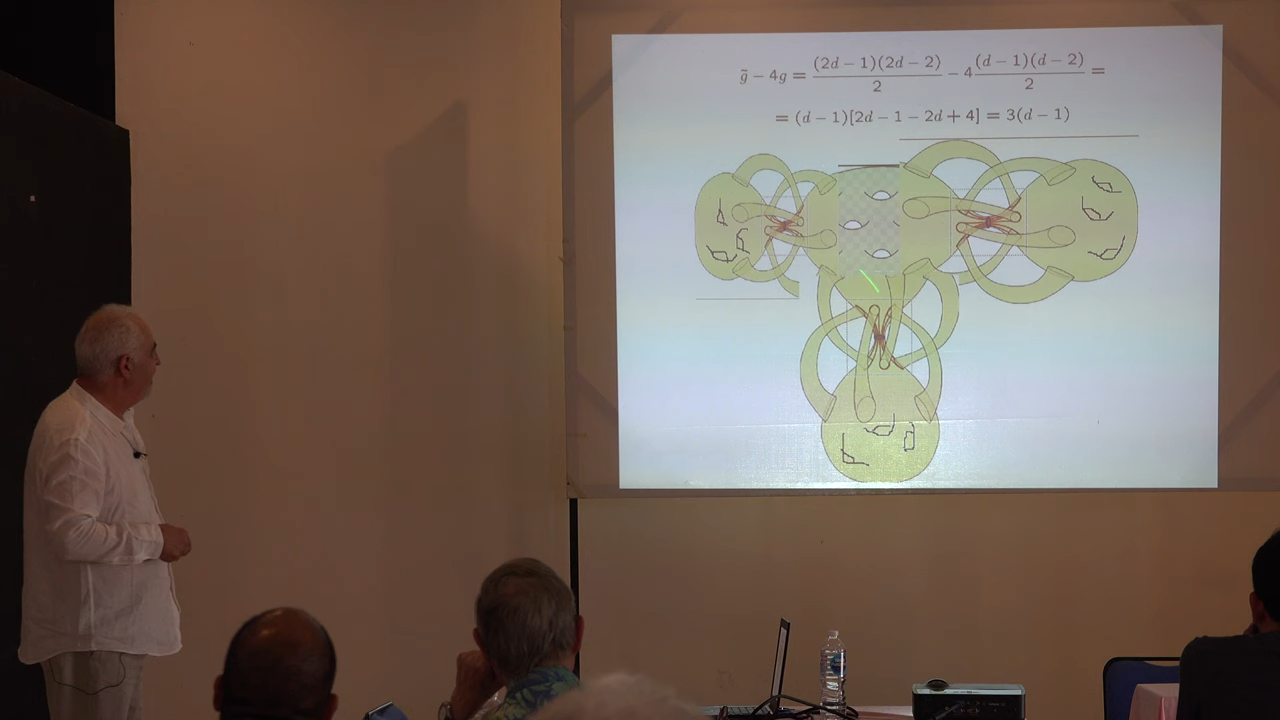 g̃ − 4g = (2d − 1)(2d − 2)/2 − 4 (d − 1)(d − 2)/2 =
= (d − 1)[2d − 1 − 2d + 4] = 3(d − 1)